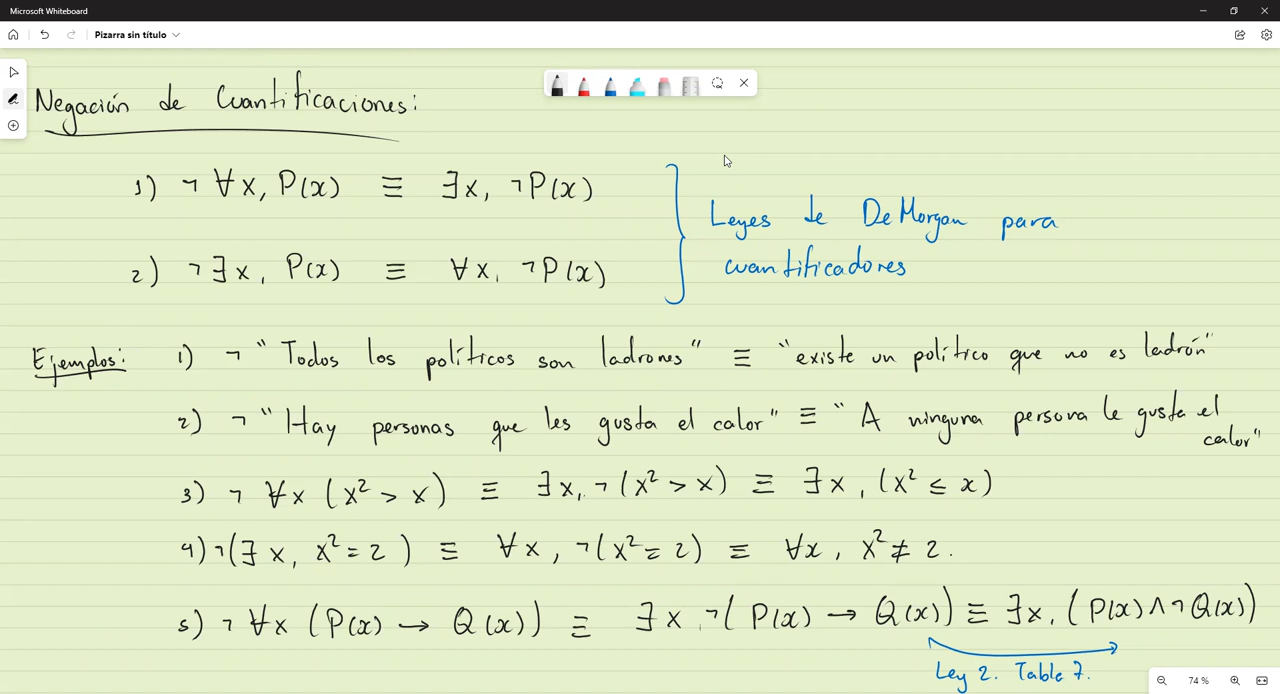 Microsoft Whiteboard
Pizarra sin título
Negación de Cuantificaciones:
1) ¬ ∀x, P(x) ≡ ∃x, ¬P(x)
2) ¬∃x, P(x) ≡ ∀x, ¬P(x)
Leyes de DeMorgan para
cuantificadores
Ejemplos: 1) ¬ "Todos los políticos son ladrones" ≡ "existe un político que no es ladrón"
2) ¬ "Hay personas que les gusta el calor" ≡ "A ninguna persona le gusta el
calor"
3) ¬ ∀x (x² > x) ≡ ∃x, ¬(x² > x) ≡ ∃x, (x² ≤ x)
4) ¬(∃x, x² = 2) ≡ ∀x, ¬(x² = 2) ≡ ∀x, x² ≠ 2.
5) ¬ ∀x (P(x) → Q(x)) ≡ ∃x, ¬(P(x) → Q(x)) ≡ ∃x, (P(x) ∧ ¬Q(x))
Ley 2. Table 7.
74 %